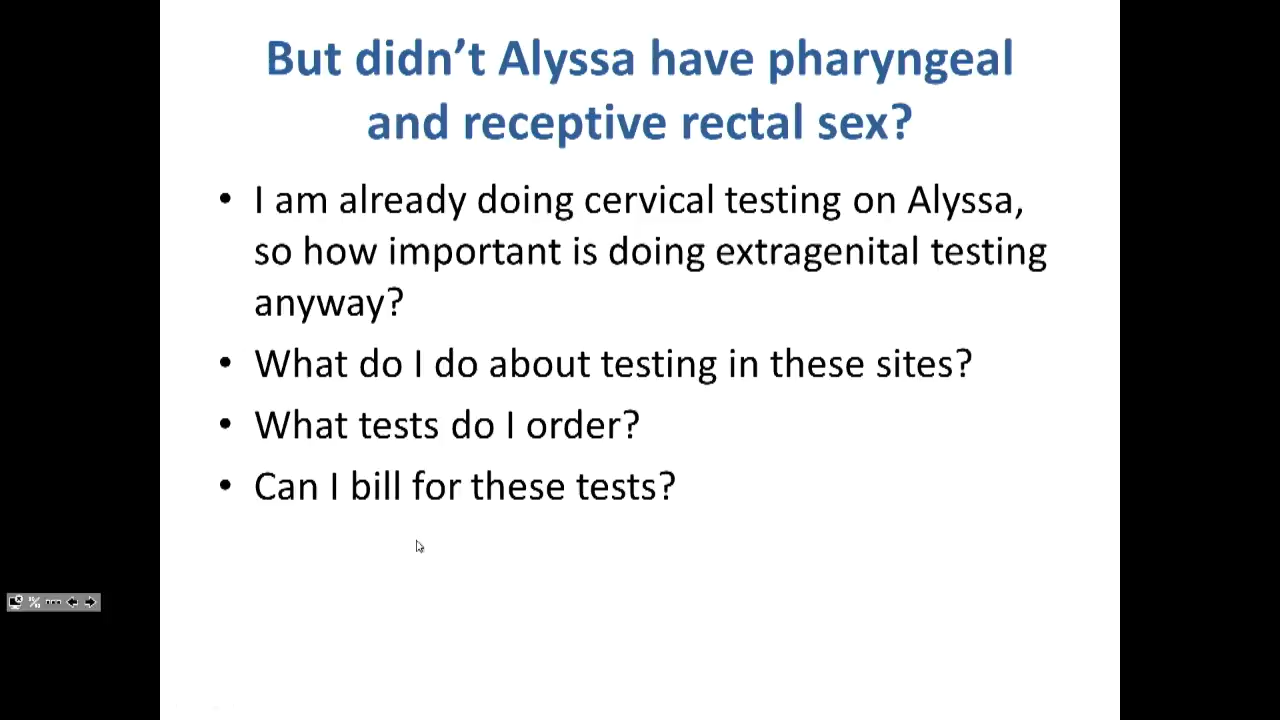 But didn’t Alyssa have pharyngeal
and receptive rectal sex?
• I am already doing cervical testing on Alyssa,
so how important is doing extragenital testing
anyway?
• What do I do about testing in these sites?
• What tests do I order?
• Can I bill for these tests?